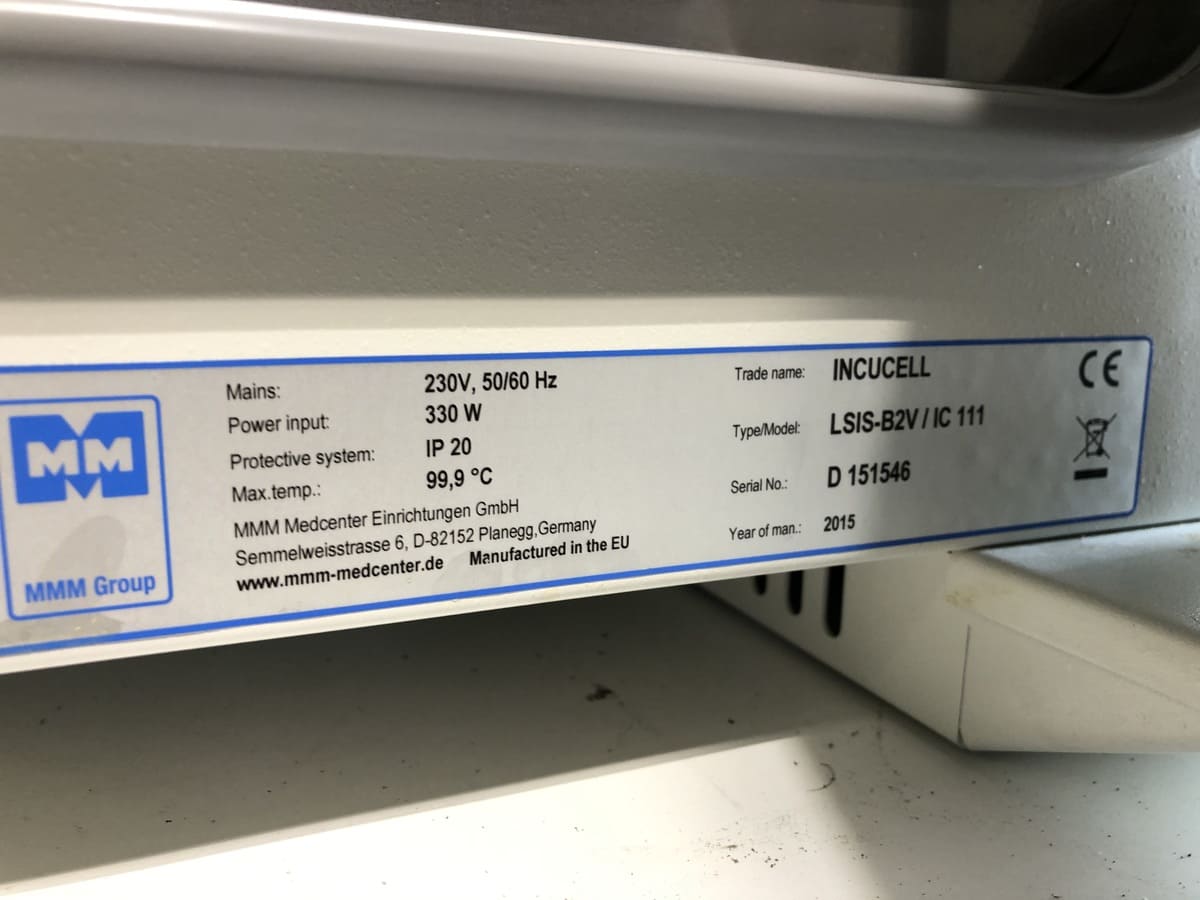 MMM
MMM Group
Mains: 230V, 50/60 Hz
Power input: 330 W
Protective system: IP 20
Max.temp.: 99,9 °C
MMM Medcenter Einrichtungen GmbH
Semmelweisstrasse 6, D-82152 Planegg,Germany
www.mmm-medcenter.de Manufactured in the EU
Trade name: INCUCELL
Type/Model: LSIS-B2V / IC 111
Serial No.: D 151546
Year of man.: 2015
CE